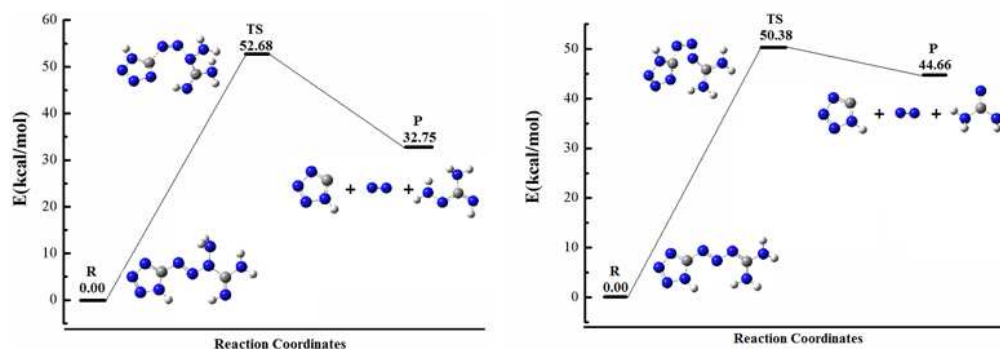 60
50
40
30
20
10
0
E(kcal/mol)
TS
52.68
P
32.75
+
+
R
0.00
Reaction Coordinates
50
40
30
20
10
0
E(kcal/mol)
TS
50.38
P
44.66
+
+
R
0.00
Reaction Coordinates